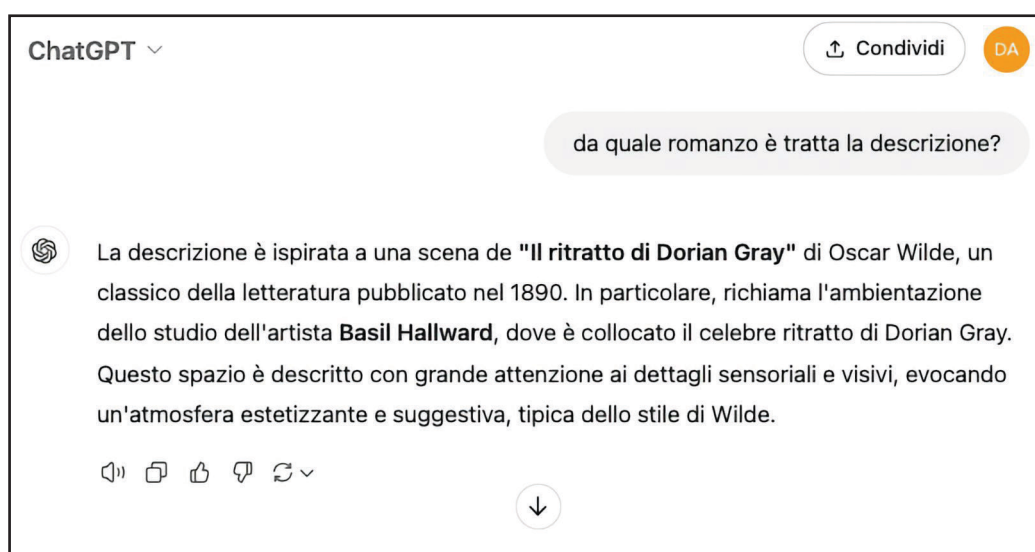 ChatGPT
Condividi
DA
da quale romanzo è tratta la descrizione?
La descrizione è ispirata a una scena de "Il ritratto di Dorian Gray" di Oscar Wilde, un
classico della letteratura pubblicato nel 1890. In particolare, richiama l'ambientazione
dello studio dell'artista Basil Hallward, dove è collocato il celebre ritratto di Dorian Gray.
Questo spazio è descritto con grande attenzione ai dettagli sensoriali e visivi, evocando
un'atmosfera estetizzante e suggestiva, tipica dello stile di Wilde.